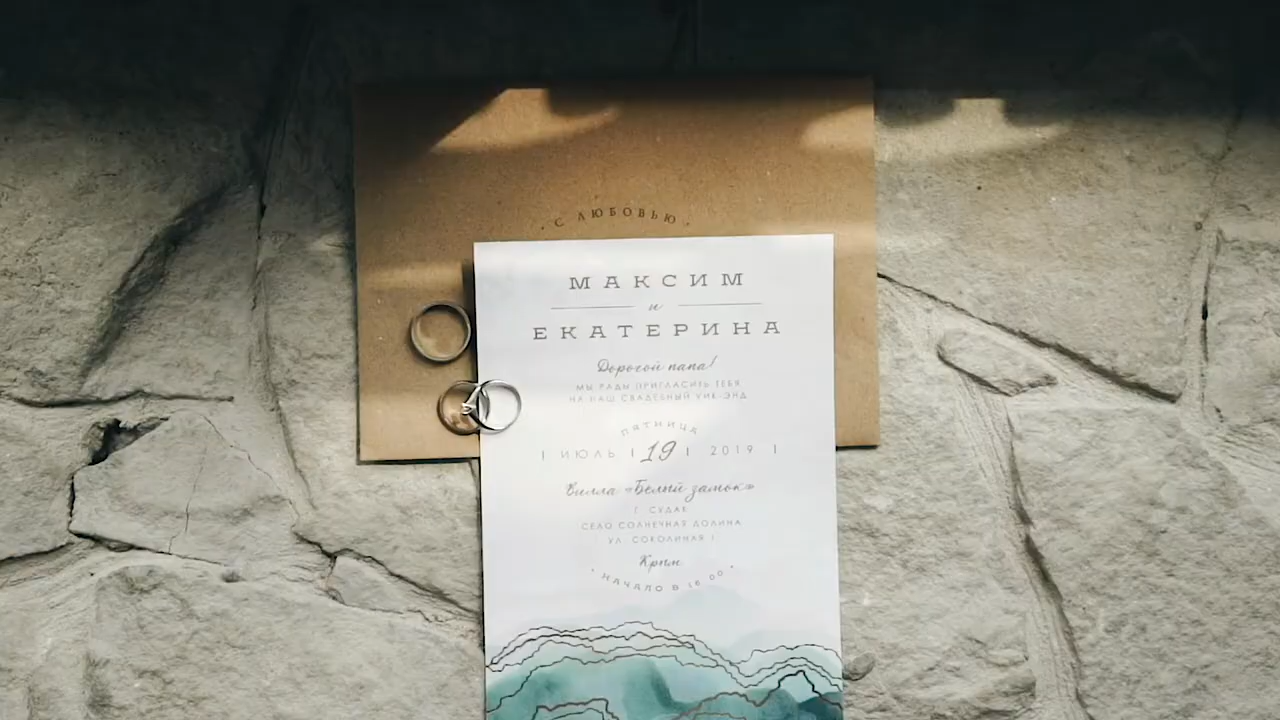 С ЛЮБОВЬЮ
МАКСИМ
и
ЕКАТЕРИНА
Дорогой папа!
МЫ РАДЫ ПРИГЛАСИТЬ ТЕБЯ
НА НАШ СВАДЕБНЫЙ УИК-ЭНД
ПЯТНИЦА
ИЮЛЬ 19 2019
Вилла «Белый замок»
Г. СУДАК
СЕЛО СОЛНЕЧНАЯ ДОЛИНА
УЛ. СОКОЛИНАЯ 1
Крым
НАЧАЛО В 16:00